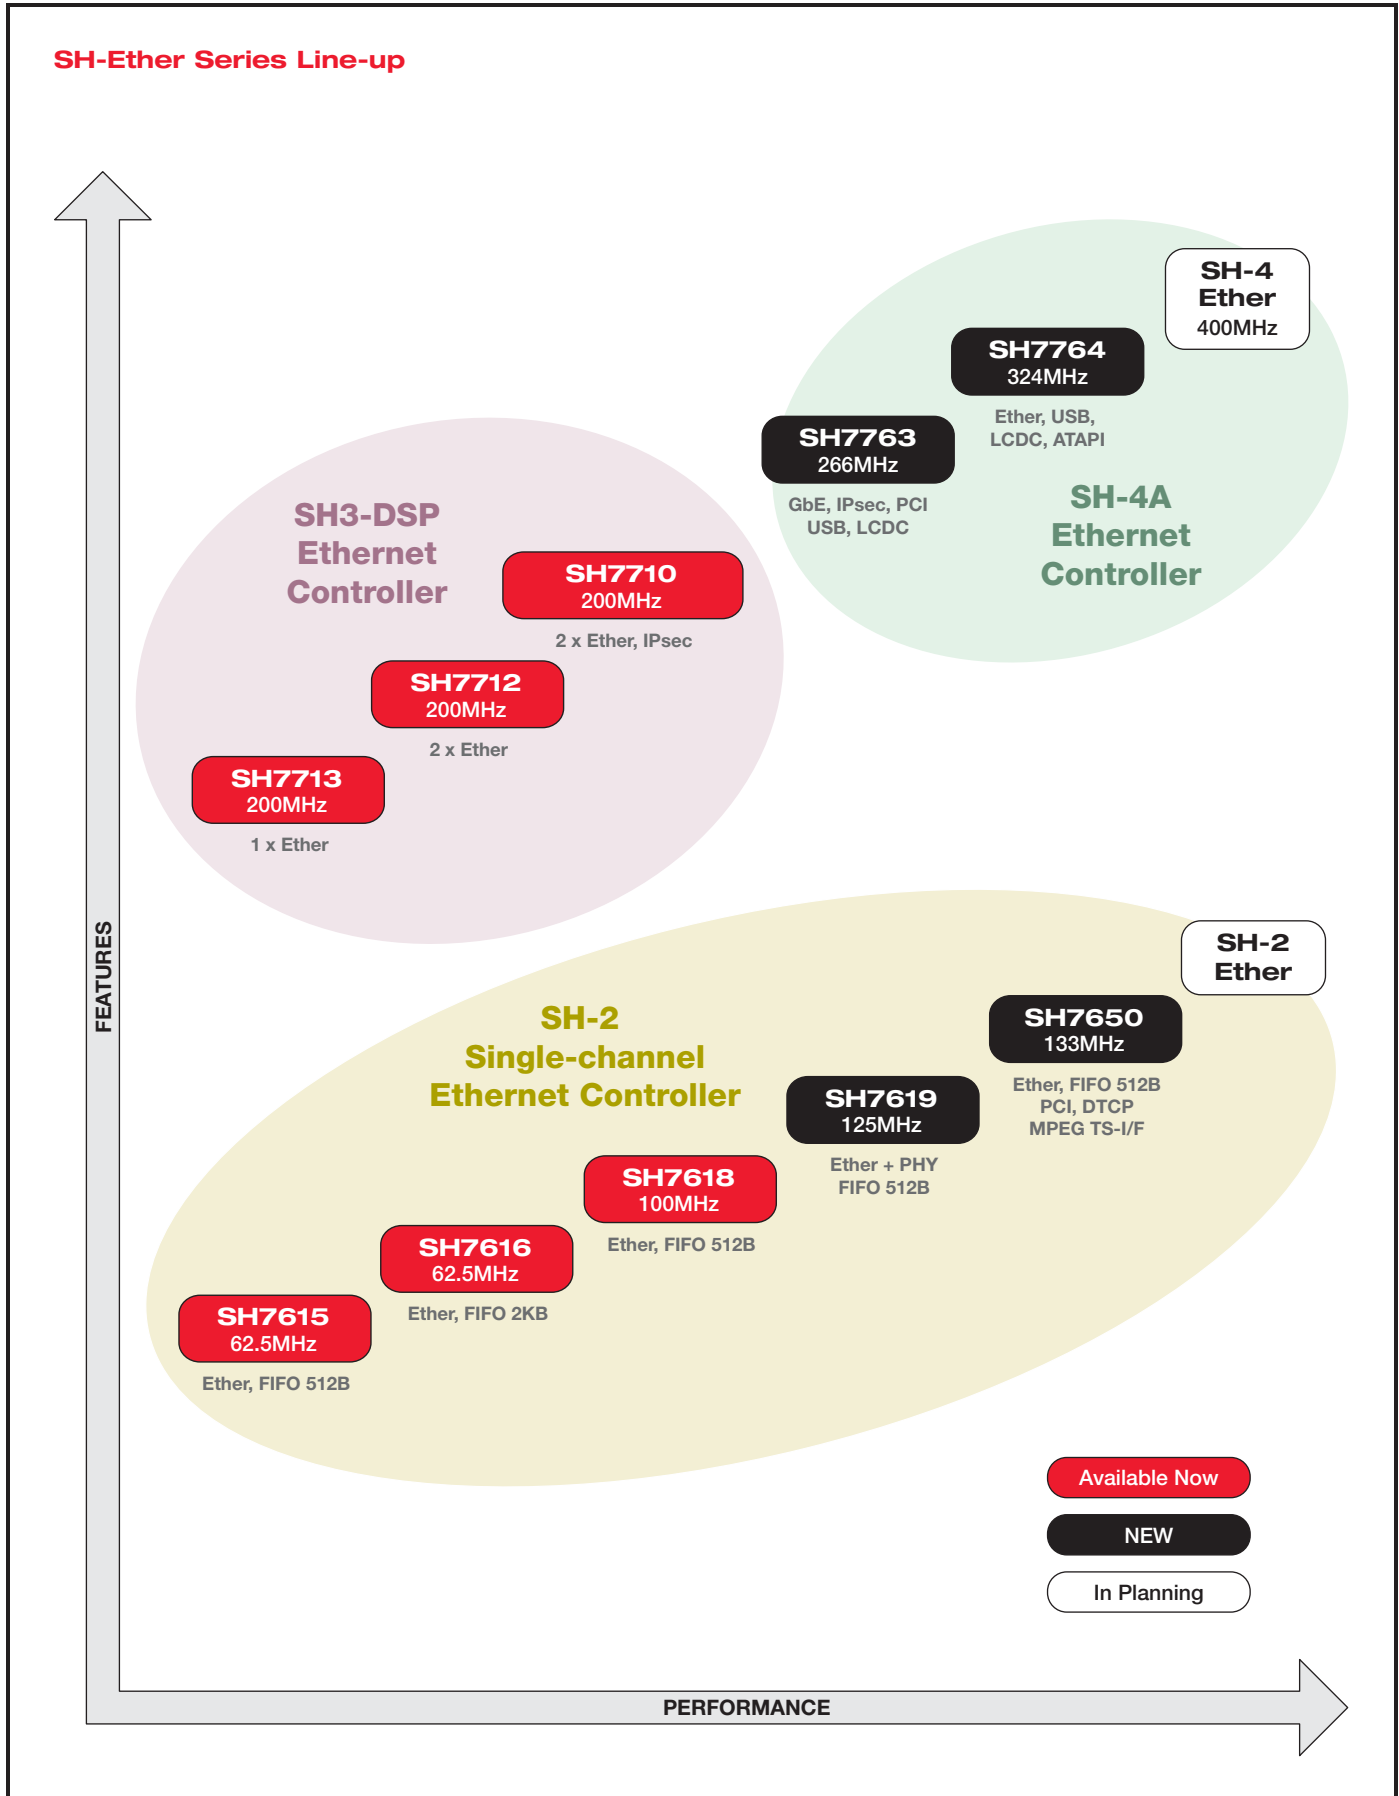 SH-Ether Series Line-up
SH-4
Ether
400MHz
SH7764
324MHz
Ether, USB,
LCDC, ATAPI
SH7763
266MHz
GbE, IPsec, PCI
USB, LCDC
SH-4A
Ethernet
Controller
SH3-DSP
Ethernet
Controller
SH7710
200MHz
2 x Ether, IPsec
SH7712
200MHz
2 x Ether
SH7713
200MHz
1 x Ether
FEATURES
SH-2
Ether
SH-2
Single-channel
Ethernet Controller
SH7650
133MHz
Ether, FIFO 512B
PCI, DTCP
MPEG TS-I/F
SH7619
125MHz
Ether + PHY
FIFO 512B
SH7618
100MHz
Ether, FIFO 512B
SH7616
62.5MHz
Ether, FIFO 2KB
SH7615
62.5MHz
Ether, FIFO 512B
Available Now
NEW
In Planning
PERFORMANCE